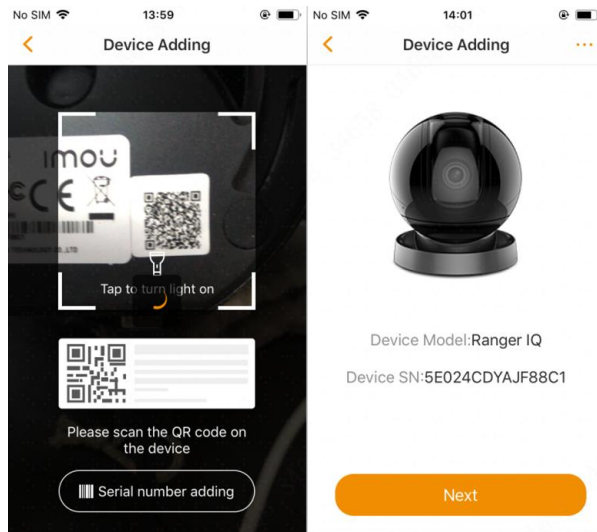 No SIM 13:59
Device Adding
imou
CE
Tap to turn light on
Please scan the QR code on
the device
Serial number adding
No SIM 14:01
Device Adding
Device Model:Ranger IQ
Device SN:5E024CDYAJF88C1
Next